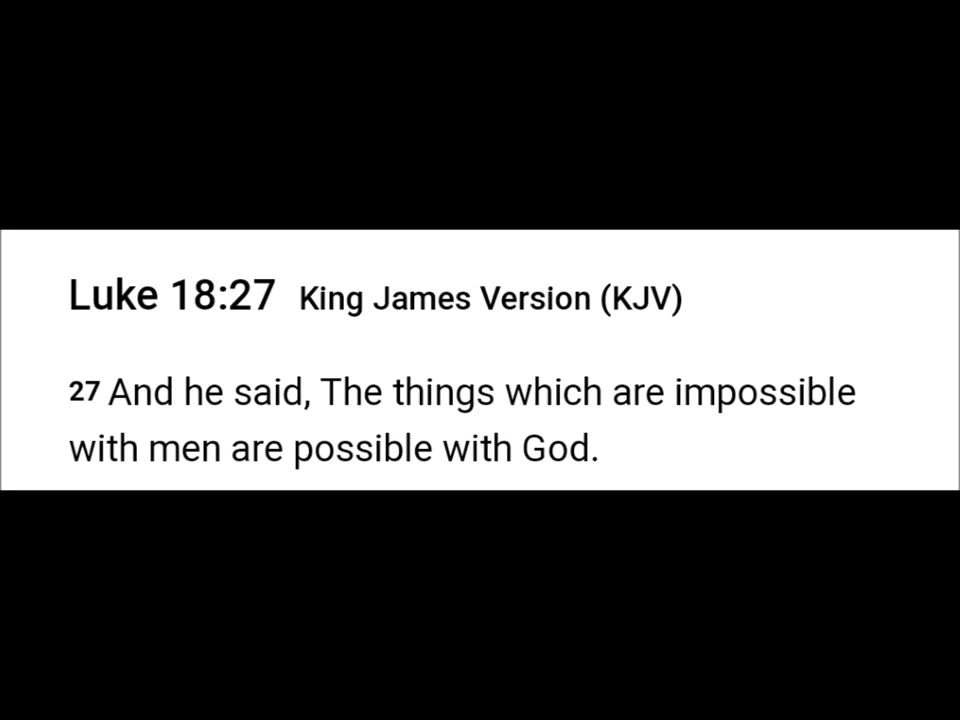 Luke 18:27 King James Version (KJV)
27 And he said, The things which are impossible
with men are possible with God.